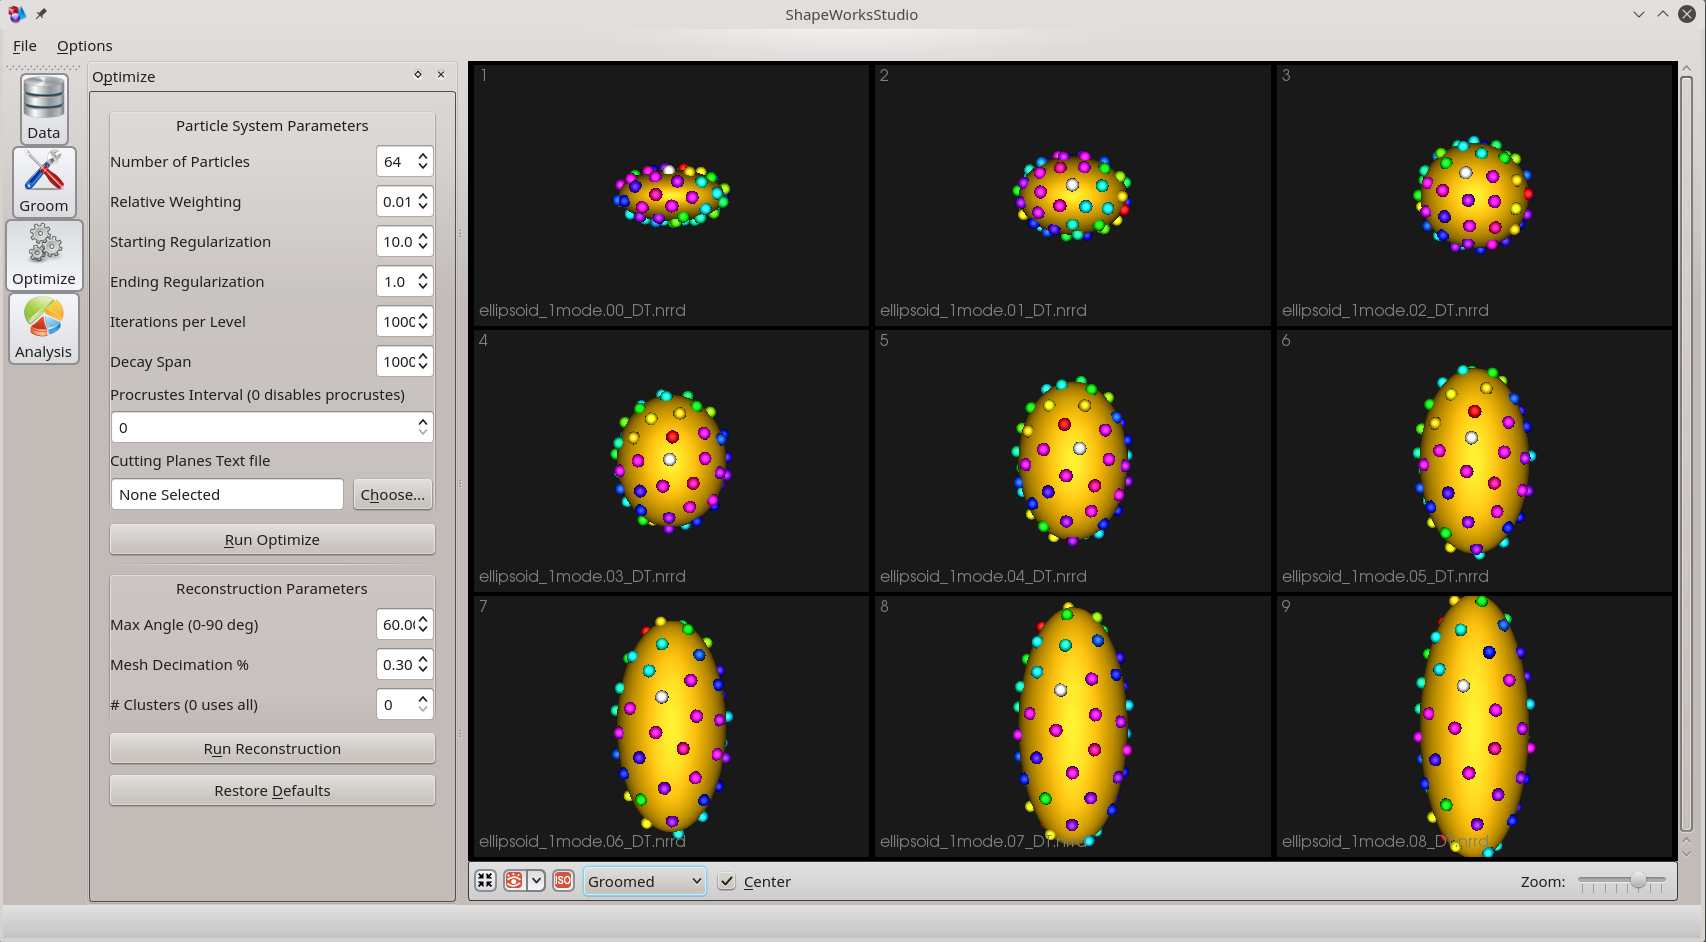 ShapeWorksStudio
File Options
Optimize
Data
Groom
Optimize
Analysis
Particle System Parameters
Number of Particles 64
Relative Weighting 0.01
Starting Regularization 10.0
Ending Regularization 1.0
Iterations per Level 1000
Decay Span 1000
Procrustes Interval (0 disables procrustes)
0
Cutting Planes Text file
None Selected Choose...
Run Optimize
Reconstruction Parameters
Max Angle (0-90 deg) 60.00
Mesh Decimation % 0.30
# Clusters (0 uses all) 0
Run Reconstruction
Restore Defaults
1 2 3
ellipsoid_1mode.00_DT.nrrd ellipsoid_1mode.01_DT.nrrd ellipsoid_1mode.02_DT.nrrd
4 5 6
ellipsoid_1mode.03_DT.nrrd ellipsoid_1mode.04_DT.nrrd ellipsoid_1mode.05_DT.nrrd
7 8 9
ellipsoid_1mode.06_DT.nrrd ellipsoid_1mode.07_DT.nrrd ellipsoid_1mode.08_DT.nrrd
ISO Groomed Center Zoom: